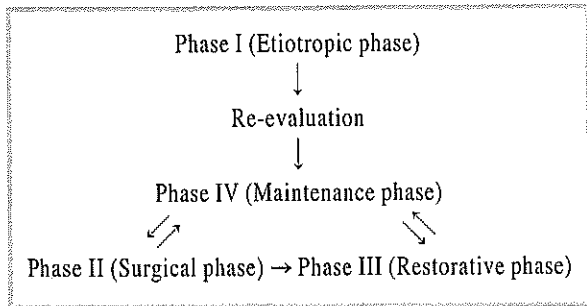 Phase I (Etiotropic phase)
↓
Re-evaluation
↓
Phase IV (Maintenance phase)
Phase II (Surgical phase) → Phase III (Restorative phase)